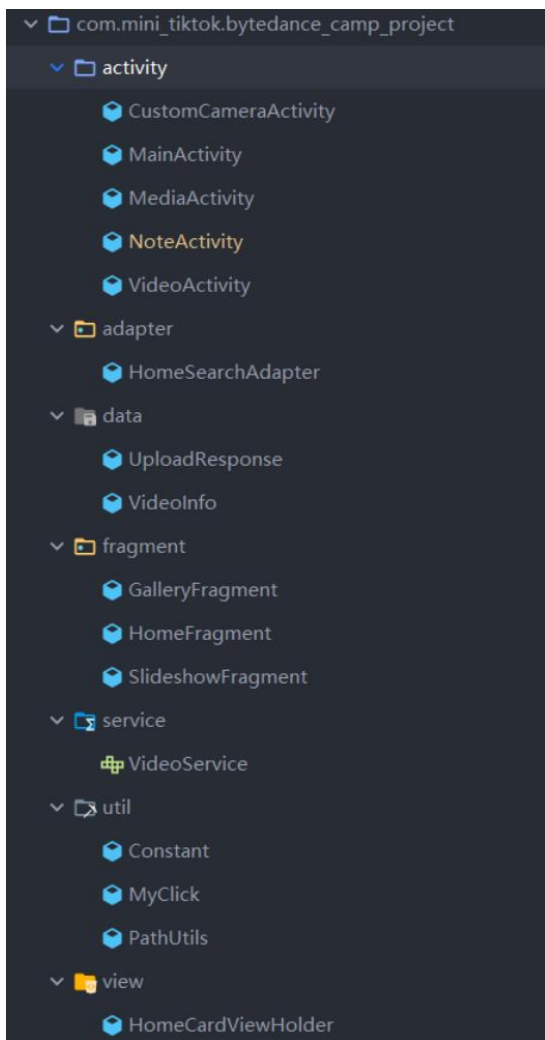 com.mini_tiktok.bytedance_camp_project
activity
CustomCameraActivity
MainActivity
MediaActivity
NoteActivity
VideoActivity
adapter
HomeSearchAdapter
data
UploadResponse
VideoInfo
fragment
GalleryFragment
HomeFragment
SlideshowFragment
service
VideoService
util
Constant
MyClick
PathUtils
view
HomeCardViewHolder